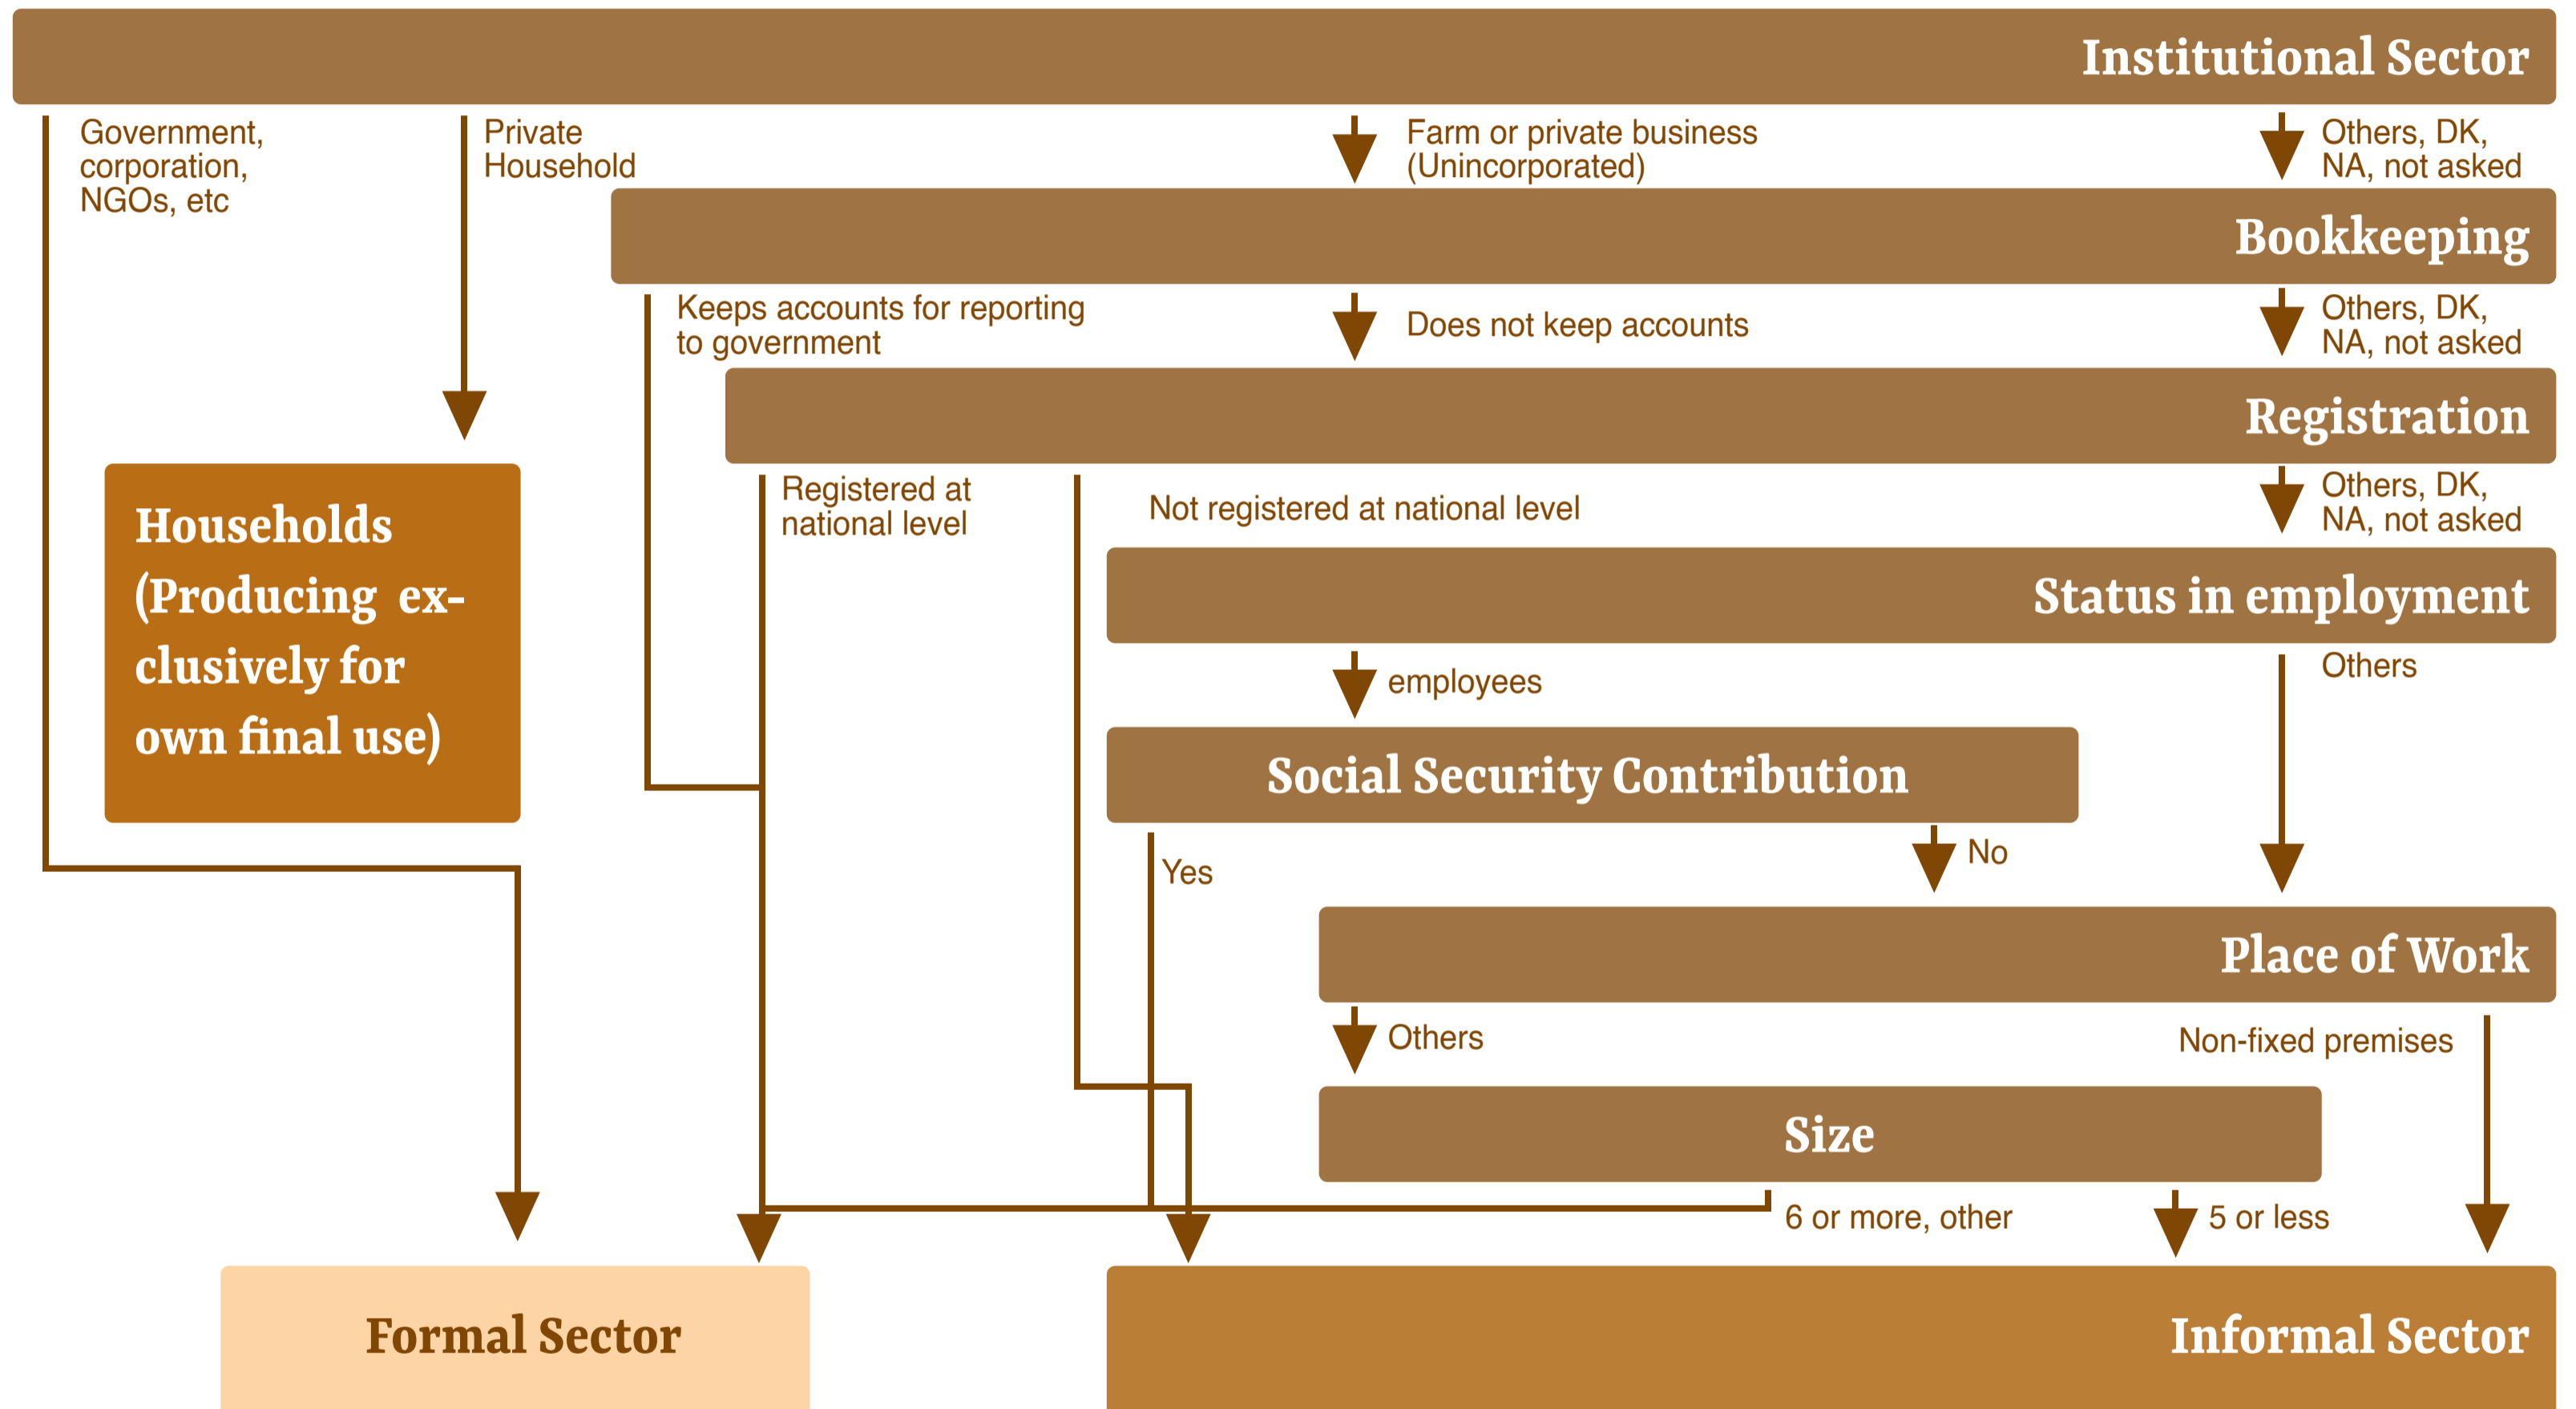 Institutional Sector
Government,
corporation,
NGOs, etc
Private
Household
Farm or private business
(Unincorporated)
Others, DK,
NA, not asked
Bookkeeping
Keeps accounts for reporting
to government
Does not keep accounts
Others, DK,
NA, not asked
Registration
Registered at
national level
Not registered at national level
Others, DK,
NA, not asked
Households
(Producing ex-
clusively for
own final use)
Status in employment
employees
Others
Social Security Contribution
Yes
No
Place of Work
Others
Non-fixed premises
Size
6 or more, other
5 or less
Formal Sector
Informal Sector